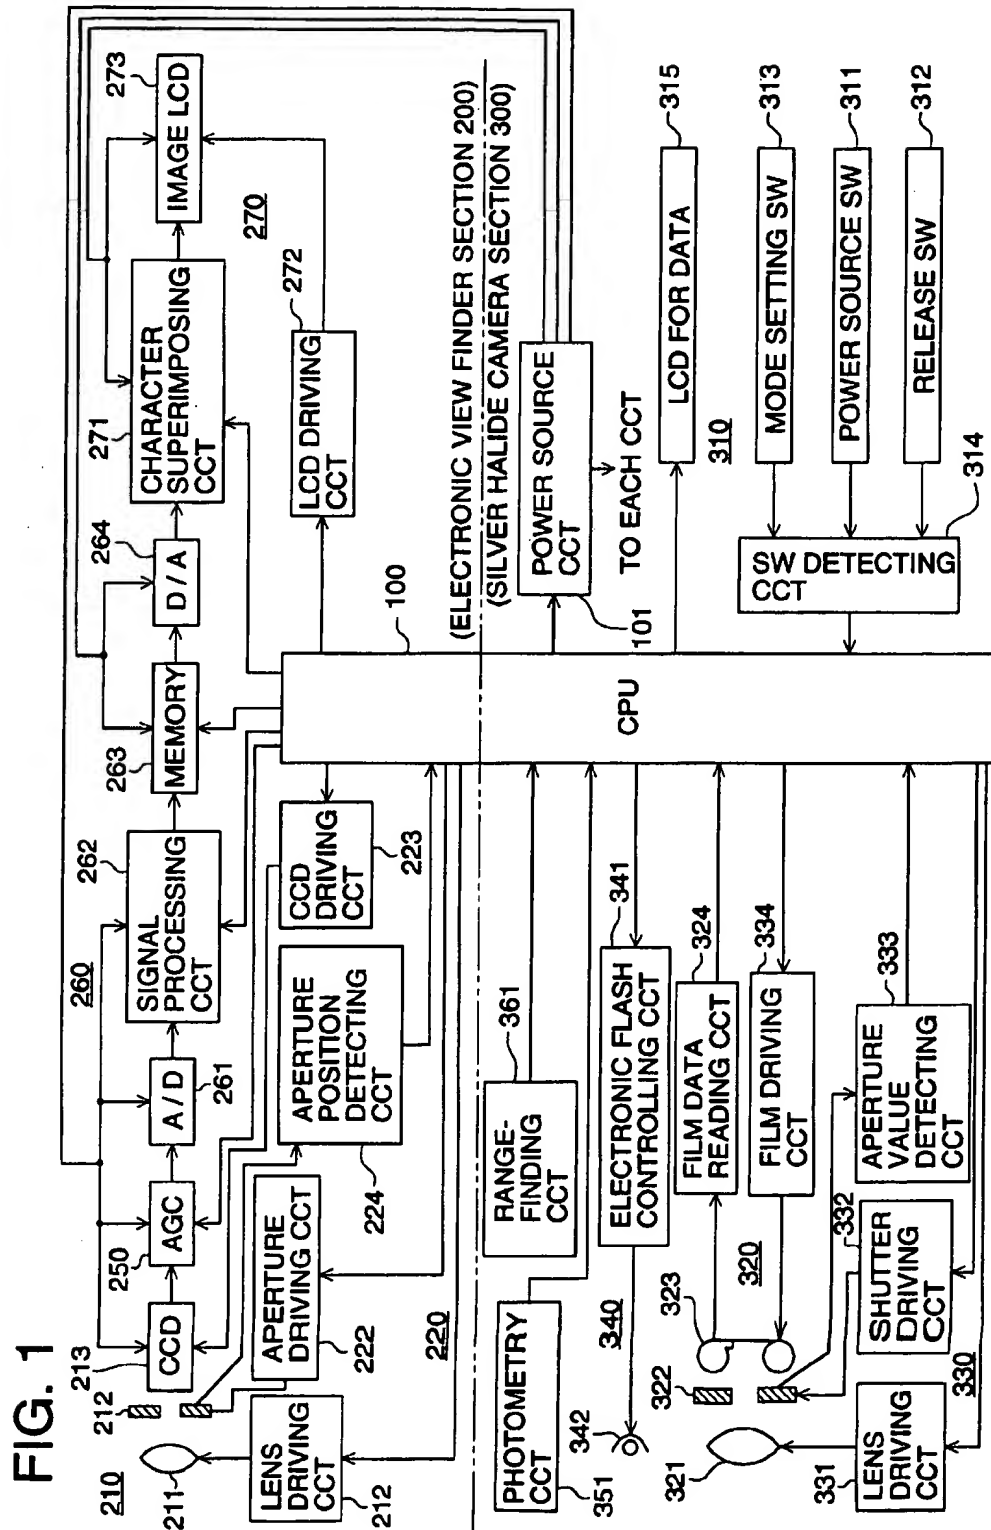 FIG. 1
210
211
212
213
CCD
250
AGC
A / D
261
260
262
SIGNAL
PROCESSING
CCT
263
MEMORY
264
D / A
271
CHARACTER
SUPERIMPOSING
CCT
273
IMAGE LCD
270
272
LCD DRIVING
CCT
LENS
DRIVING
CCT
212
APERTURE
DRIVING CCT
222
220
APERTURE
POSITION
DETECTING
CCT
224
CCD
DRIVING
CCT
223
100
CPU
(ELECTRONIC VIEW FINDER SECTION 200)
(SILVER HALIDE CAMERA SECTION 300)
POWER SOURCE
CCT
101
TO EACH CCT
PHOTOMETRY
CCT
351
RANGE-
FINDING
CCT
361
342
340
ELECTRONIC FLASH
CONTROLLING CCT
341
LCD FOR DATA
315
310
MODE SETTING SW
313
POWER SOURCE SW
311
RELEASE SW
312
SW DETECTING
CCT
314
321
322
323
320
FILM DATA
READING CCT
324
FILM DRIVING
CCT
334
LENS
DRIVING
CCT
331
330
SHUTTER
DRIVING
CCT
332
APERTURE
VALUE
DETECTING
CCT
333